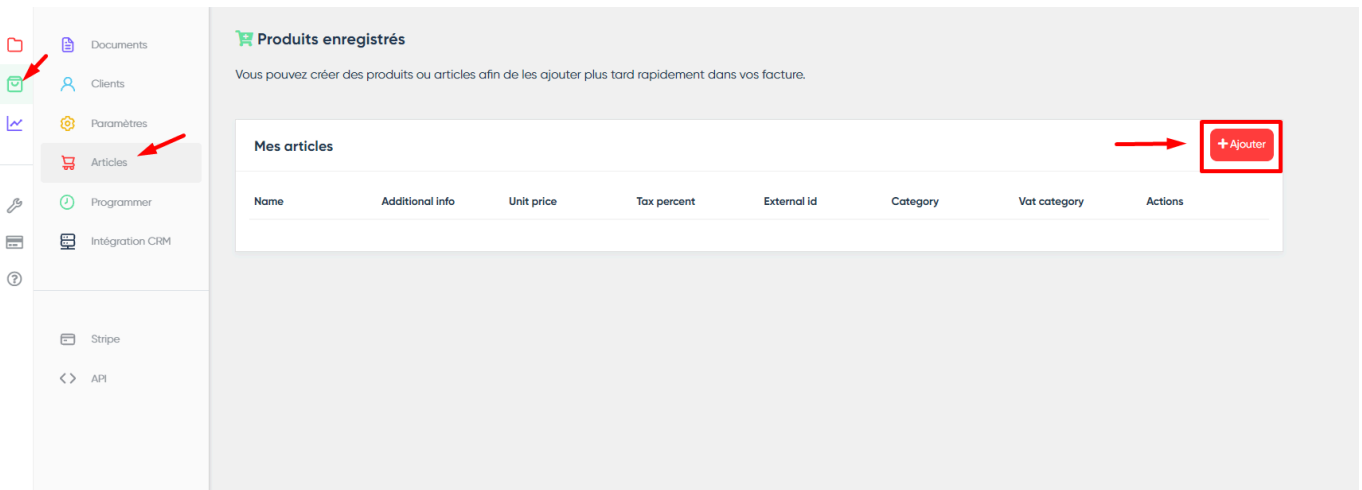 Documents
Clients
Paramètres
Articles
Programmer
Intégration CRM
Stripe
API
Produits enregistrés
Vous pouvez créer des produits ou articles afin de les ajouter plus tard rapidement dans vos facture.
Mes articles
+ Ajouter
Name Additional info Unit price Tax percent External id Category Vat category Actions